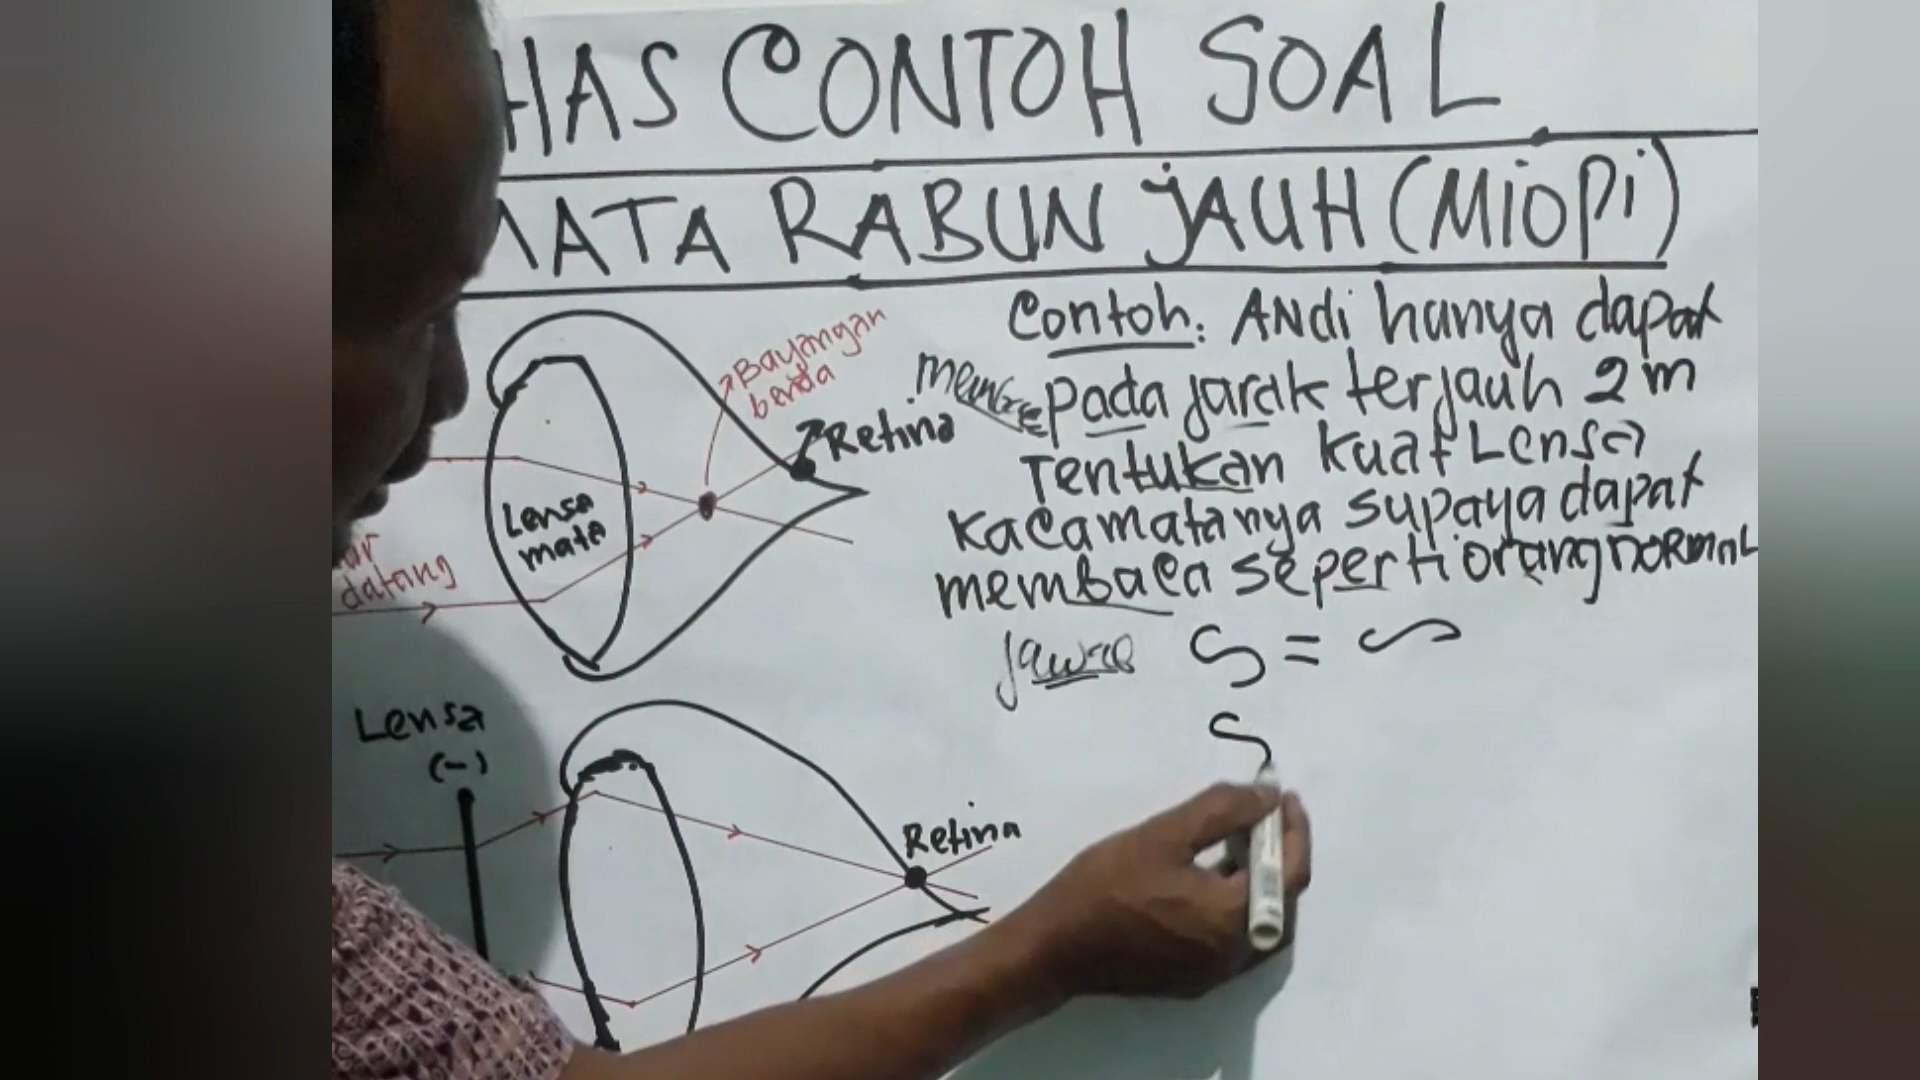 HAS CONTOH SOAL
MATA RABUN JAUH (MIOPI)
Contoh: ANDi hanya dapat
pada jarak terjauh 2 m
Tentukan kuat Lensa
kacamatanya supaya dapat
membaca seperti orang NORMAL
Jawab S = ∞
S
Bayangan
benda
Retina
Lensa
mata
datang
Lensa
(-)
Retina